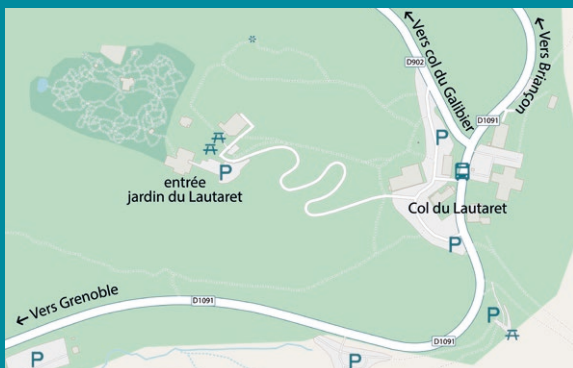 ← Vers col du Galibier
← Vers Briançon
D902
D1091
P
P
entrée
jardin du Lautaret
Col du Lautaret
P
← Vers Grenoble
D1091
P
D1091
P
P